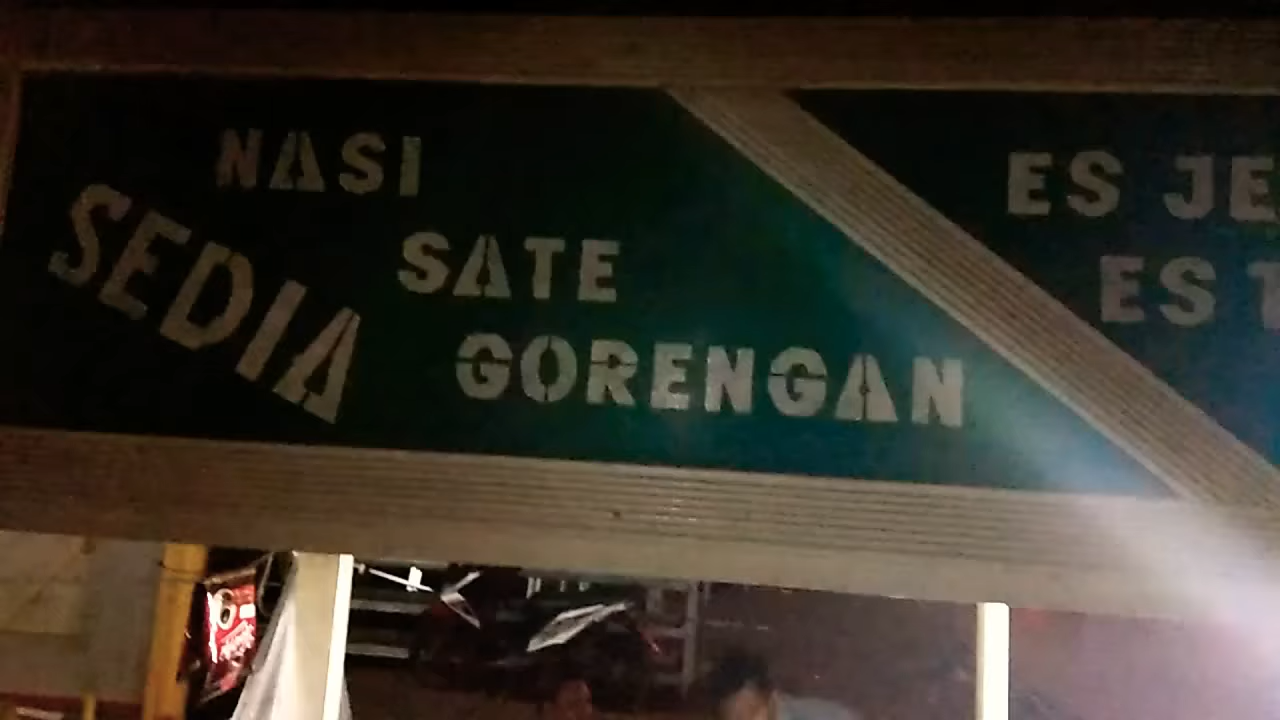 SEDIA
NASI
SATE
GORENGAN
ES JE
ES T